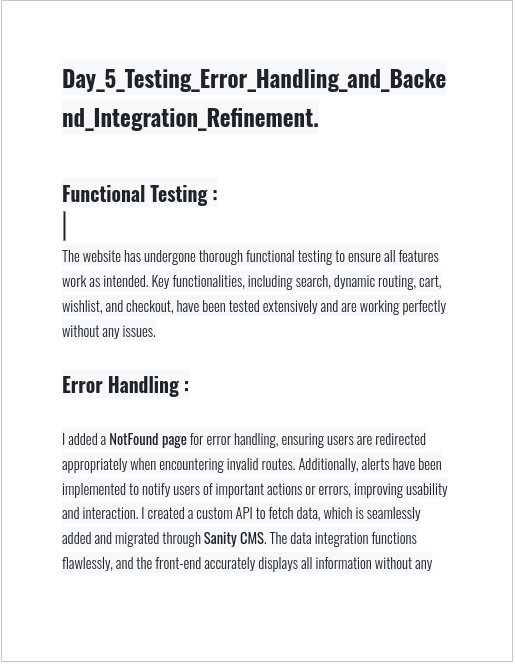 Day_5_Testing_Error_Handling_and_Backe
nd_Integration_Refinement.
Functional Testing :
The website has undergone thorough functional testing to ensure all features
work as intended. Key functionalities, including search, dynamic routing, cart,
wishlist, and checkout, have been tested extensively and are working perfectly
without any issues.
Error Handling :
I added a NotFound page for error handling, ensuring users are redirected
appropriately when encountering invalid routes. Additionally, alerts have been
implemented to notify users of important actions or errors, improving usability
and interaction. I created a custom API to fetch data, which is seamlessly
added and migrated through Sanity CMS. The data integration functions
flawlessly, and the front-end accurately displays all information without any